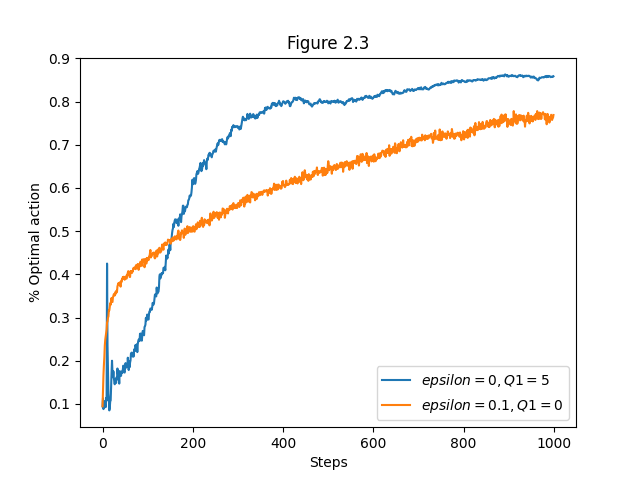 Figure 2.3
% Optimal action
0.9
0.8
0.7
0.6
0.5
0.4
0.3
0.2
0.1
epsilon = 0, Q1 = 5
epsilon = 0.1, Q1 = 0
0 200 400 600 800 1000
Steps